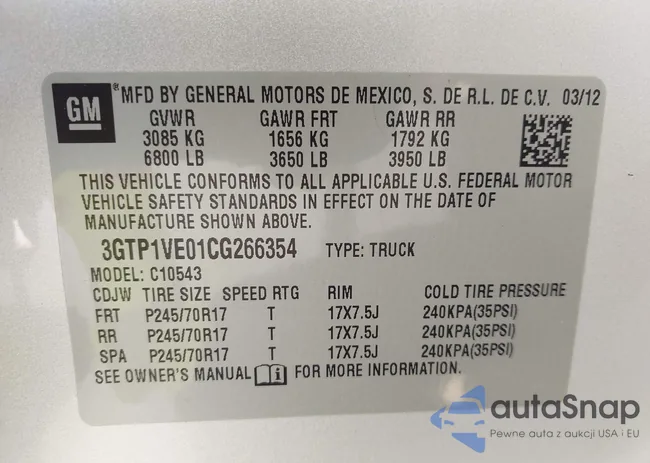 GM ® MFD BY GENERAL MOTORS DE MEXICO, S. DE R.L. DE C.V. 03/12
GVWR GAWR FRT GAWR RR
3085 KG 1656 KG 1792 KG
6800 LB 3650 LB 3950 LB
THIS VEHICLE CONFORMS TO ALL APPLICABLE U.S. FEDERAL MOTOR
VEHICLE SAFETY STANDARDS IN EFFECT ON THE DATE OF
MANUFACTURE SHOWN ABOVE.
3GTP1VE01CG266354 TYPE: TRUCK
MODEL: C10543
CDJW TIRE SIZE SPEED RTG RIM COLD TIRE PRESSURE
FRT P245/70R17 T 17X7.5J 240KPA(35PSI)
RR P245/70R17 T 17X7.5J 240KPA(35PSI)
SPA P245/70R17 T 17X7.5J 240KPA(35PSI)
SEE OWNER'S MANUAL i FOR MORE INFORMATION.
autaSnap
Pewne auta z aukcji USA i EU